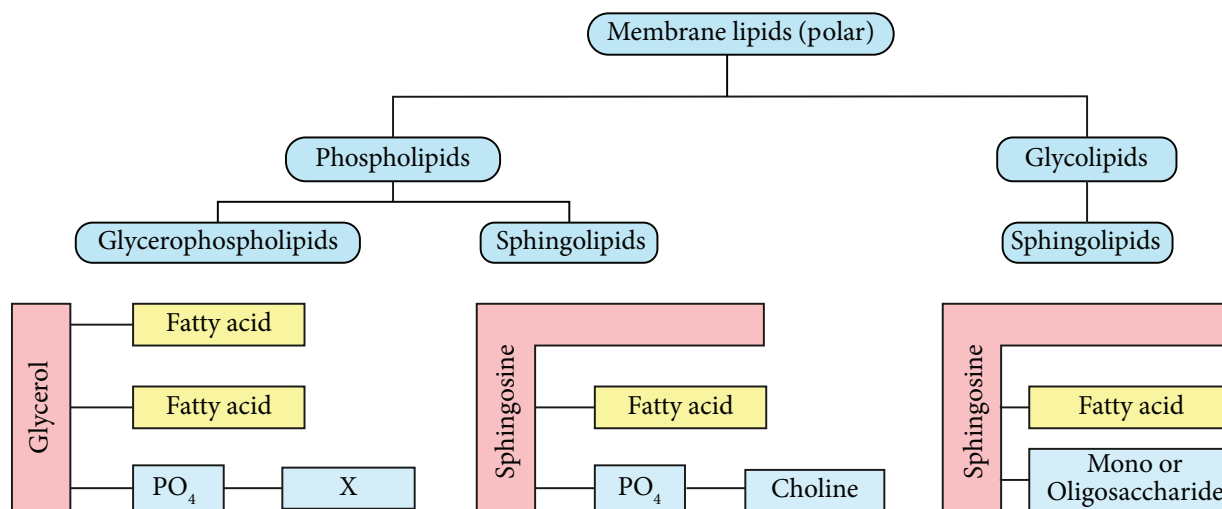 Membrane lipids (polar)
Phospholipids
Glycolipids
Glycerophospholipids
Sphingolipids
Sphingolipids
Glycerol
Fatty acid
Fatty acid
PO4
X
Sphingosine
Fatty acid
PO4
Choline
Sphingosine
Fatty acid
Mono or
Oligosaccharide